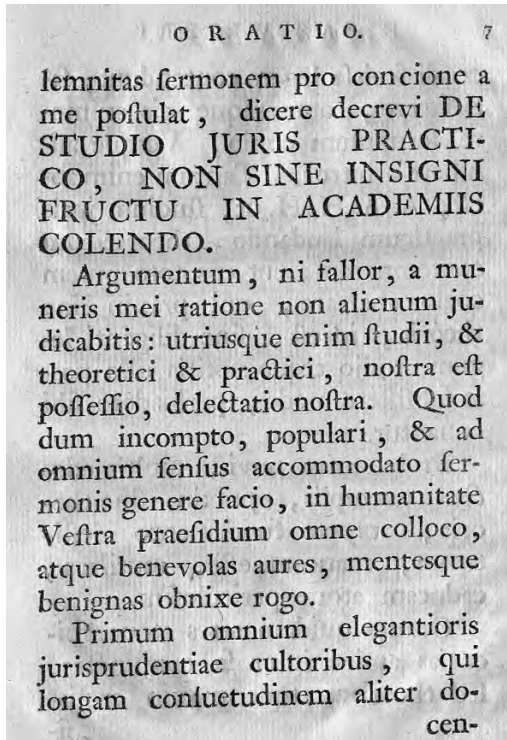 ORATIO. 7
lemnitas ſermonem pro concione a
me poſtulat, dicere decrevi DE
STUDIO JURIS PRACTI-
CO, NON SINE INSIGNI
FRUCTU IN ACADEMIIS
COLENDO.
Argumentum, ni fallor, a mu-
neris mei ratione non alienum ju-
dicabitis: utriusque enim ſtudii, &
theoretici & practici, noſtra eſt
poſſeſſio, delectatio noſtra. Quod
dum incompto, populari, & ad
omnium ſenſus accommodato ſer-
monis genere facio, in humanitate
Veſtra praeſidium omne colloco,
atque benevolas aures, mentesque
benignas obnixe rogo.
Primum omnium elegantioris
jurisprudentiae cultoribus, qui
longam conſuetudinem aliter do-
cen-